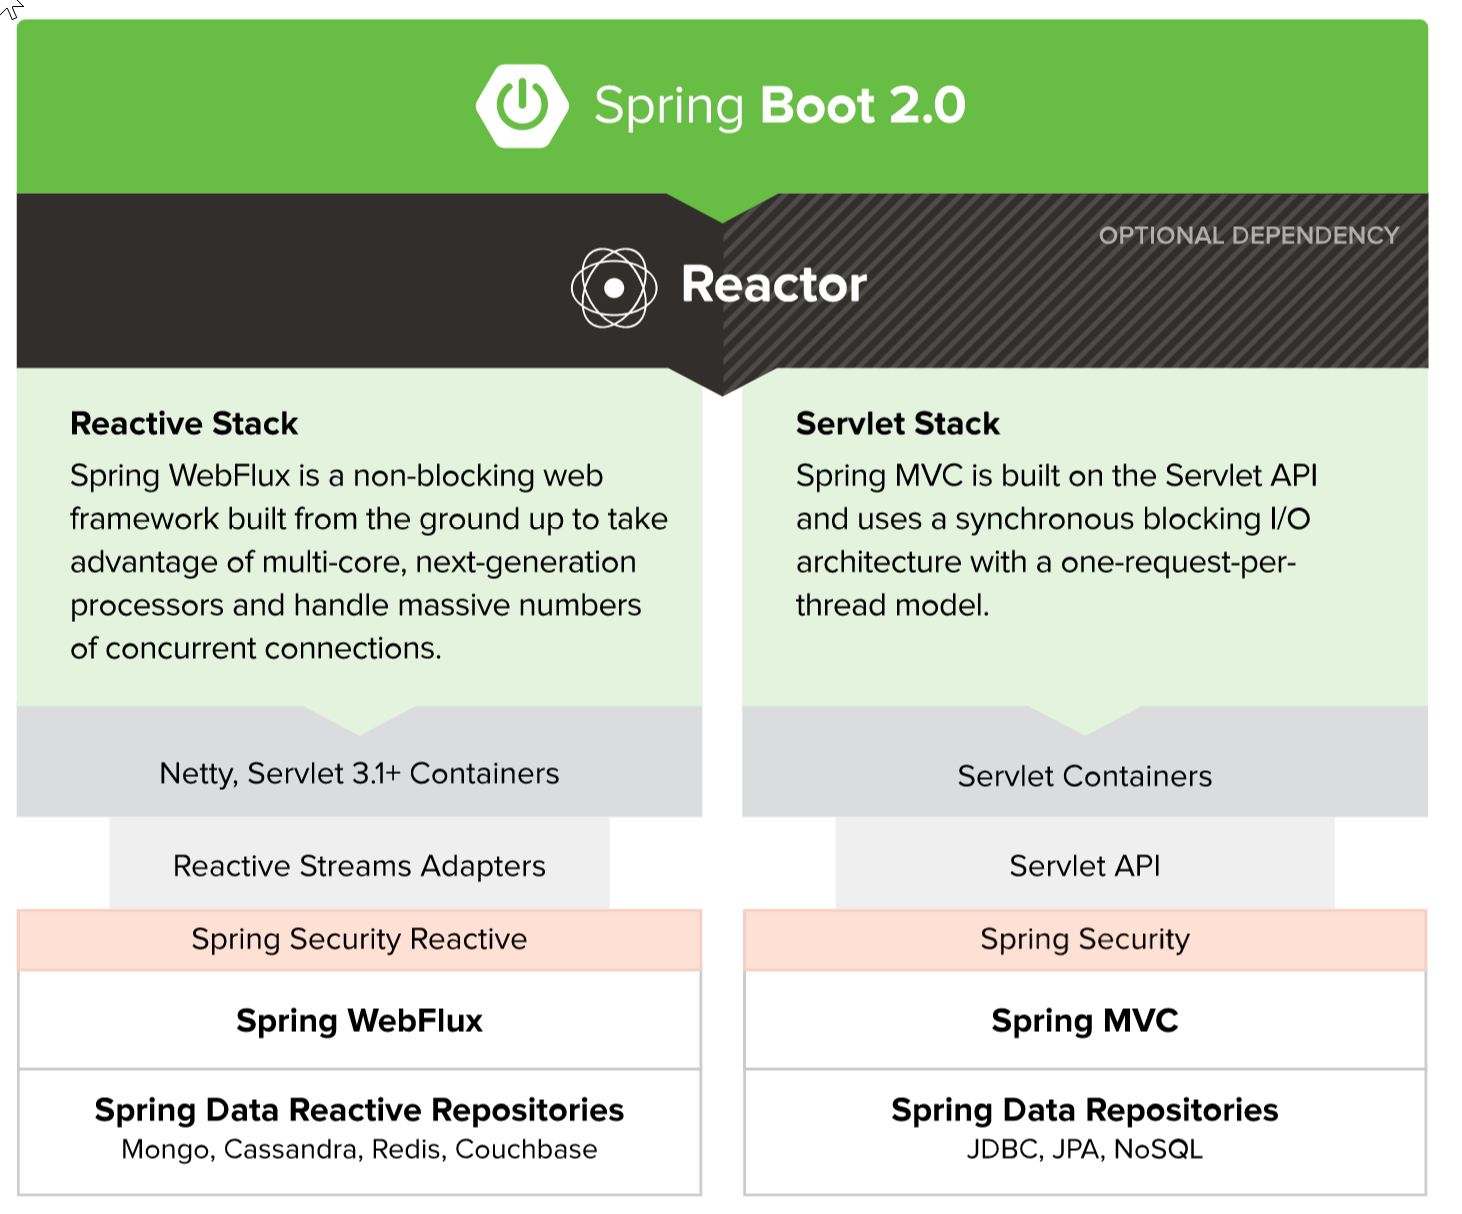 Spring Boot 2.0
OPTIONAL DEPENDENCY
Reactor
Reactive Stack
Spring WebFlux is a non-blocking web
framework built from the ground up to take
advantage of multi-core, next-generation
processors and handle massive numbers
of concurrent connections.
Netty, Servlet 3.1+ Containers
Reactive Streams Adapters
Spring Security Reactive
Spring WebFlux
Spring Data Reactive Repositories
Mongo, Cassandra, Redis, Couchbase
Servlet Stack
Spring MVC is built on the Servlet API
and uses a synchronous blocking I/O
architecture with a one-request-per-
thread model.
Servlet Containers
Servlet API
Spring Security
Spring MVC
Spring Data Repositories
JDBC, JPA, NoSQL